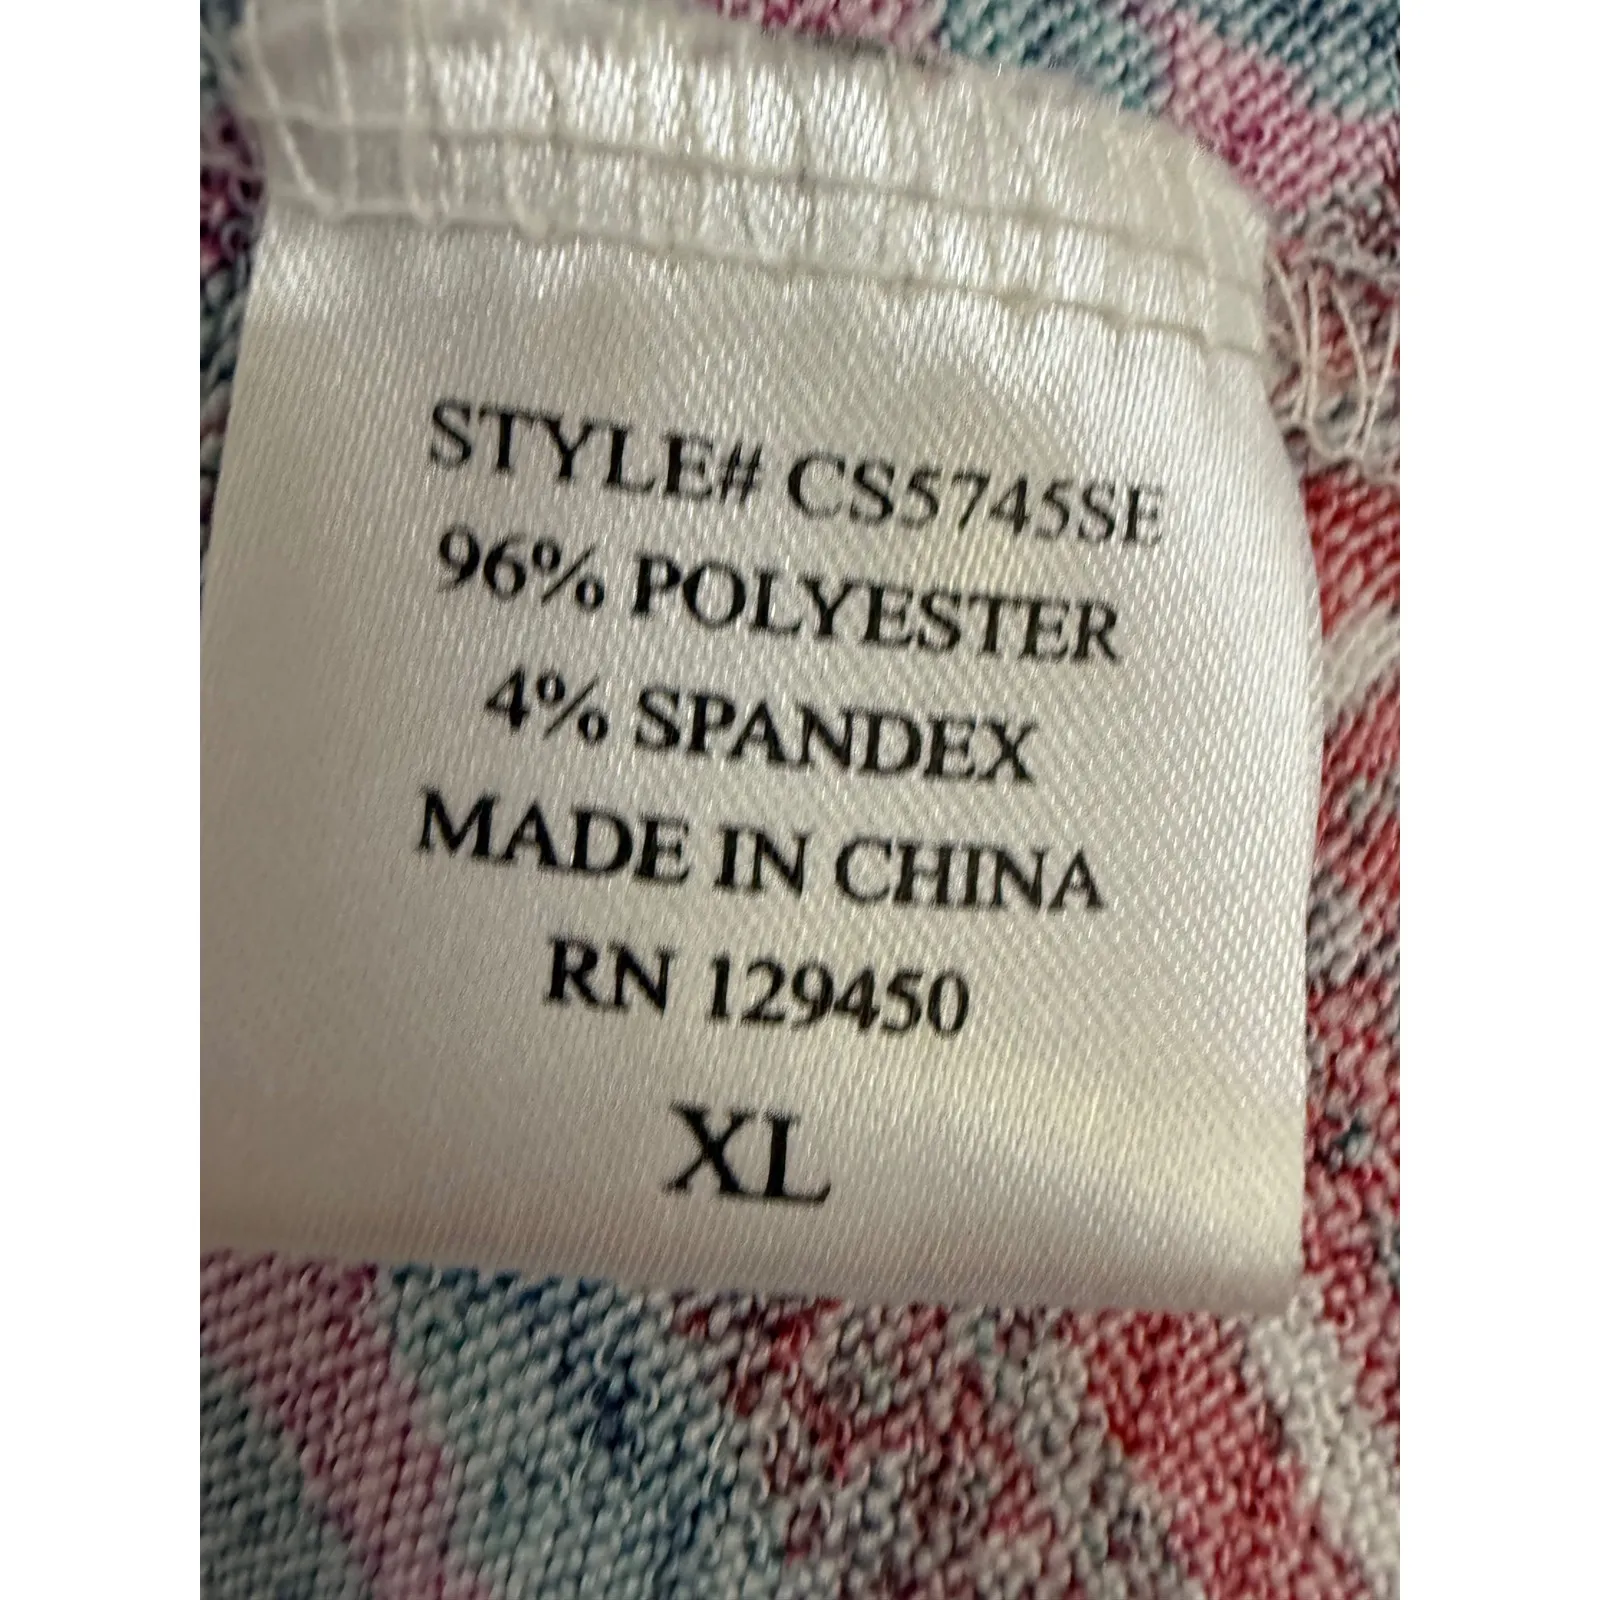 STYLE# CS5745SE
96% POLYESTER
4% SPANDEX
MADE IN CHINA
RN 129450
XL